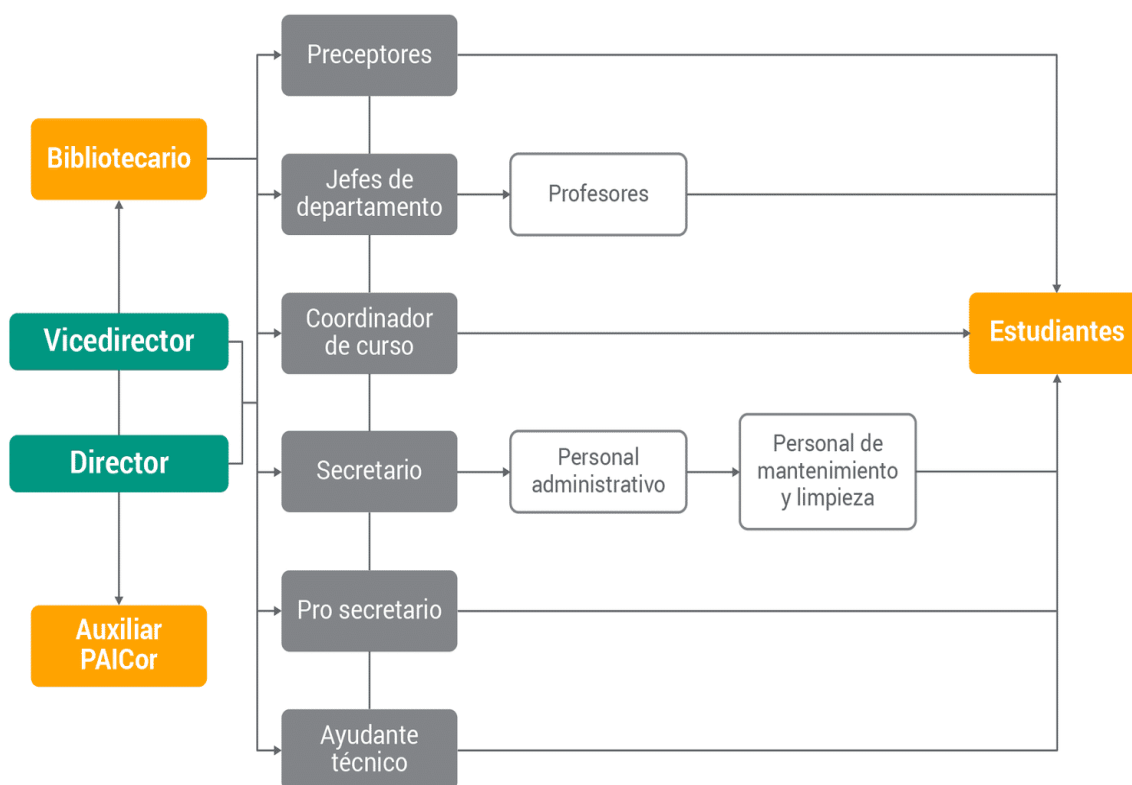 Preceptores
Bibliotecario
Jefes de
departamento
Profesores
Vicedirector
Coordinador
de curso
Estudiantes
Director
Secretario
Personal
administrativo
Personal de
mantenimiento
y limpieza
Auxiliar
PAICor
Pro secretario
Ayudante
técnico